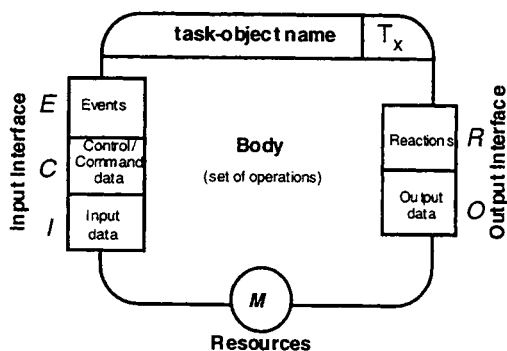 task-object name
Tx
Input Interface
E
Events
C
Control/
Command
data
I
Input
data
Body
(set of operations)
Reactions
R
Output
data
O
Output Interface
M
Resources